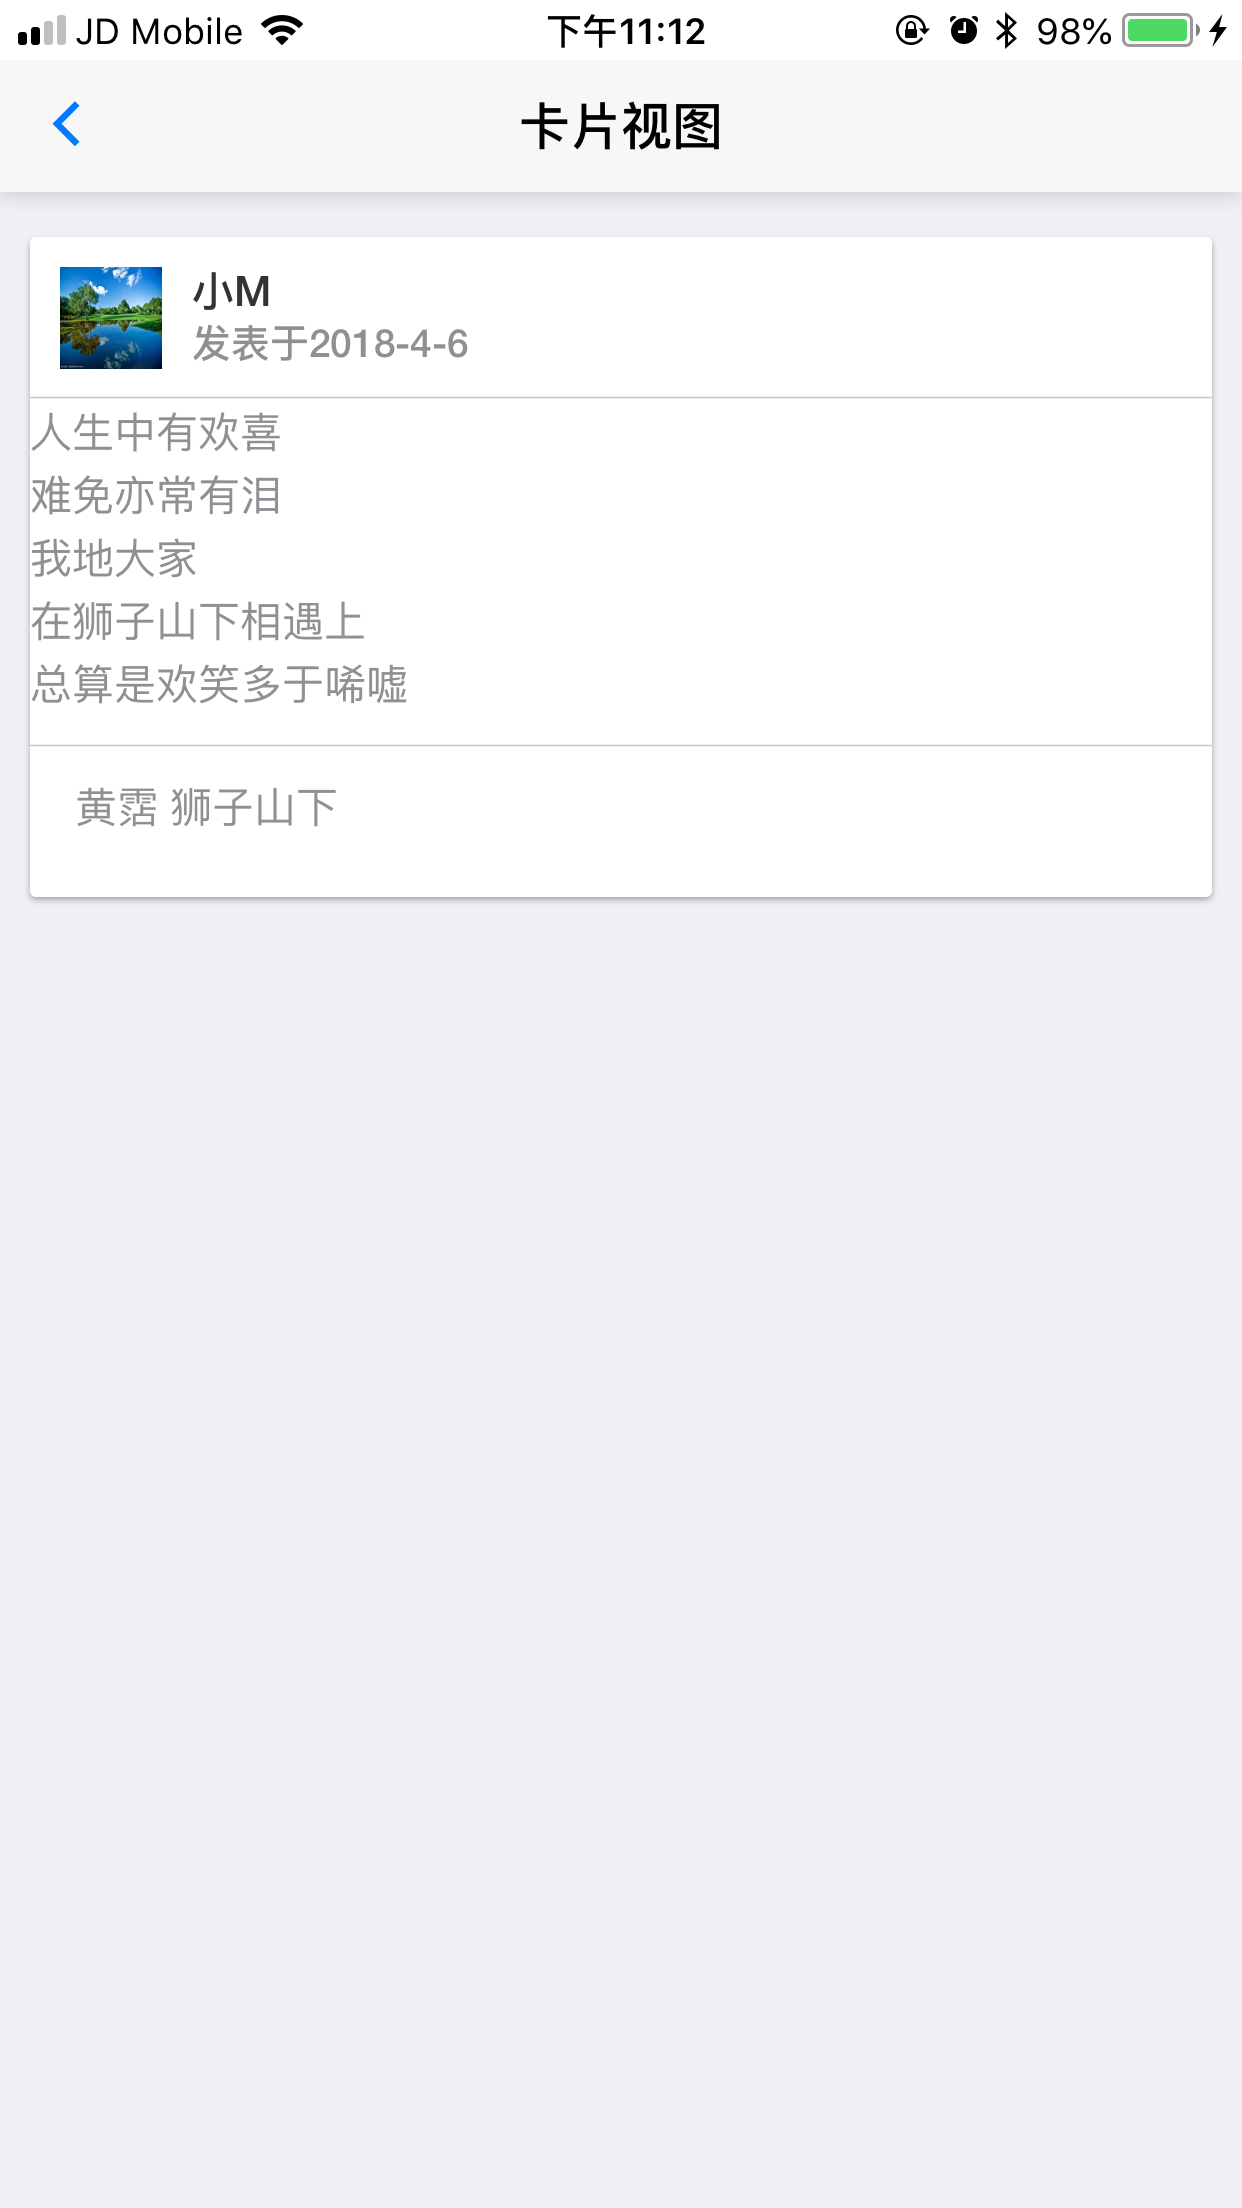 JD Mobile 下午11:12 98%
卡片视图
小M
发表于2018-4-6
人生中有欢喜
难免亦常有泪
我地大家
在狮子山下相遇上
总算是欢笑多于唏嘘
黄霑 狮子山下